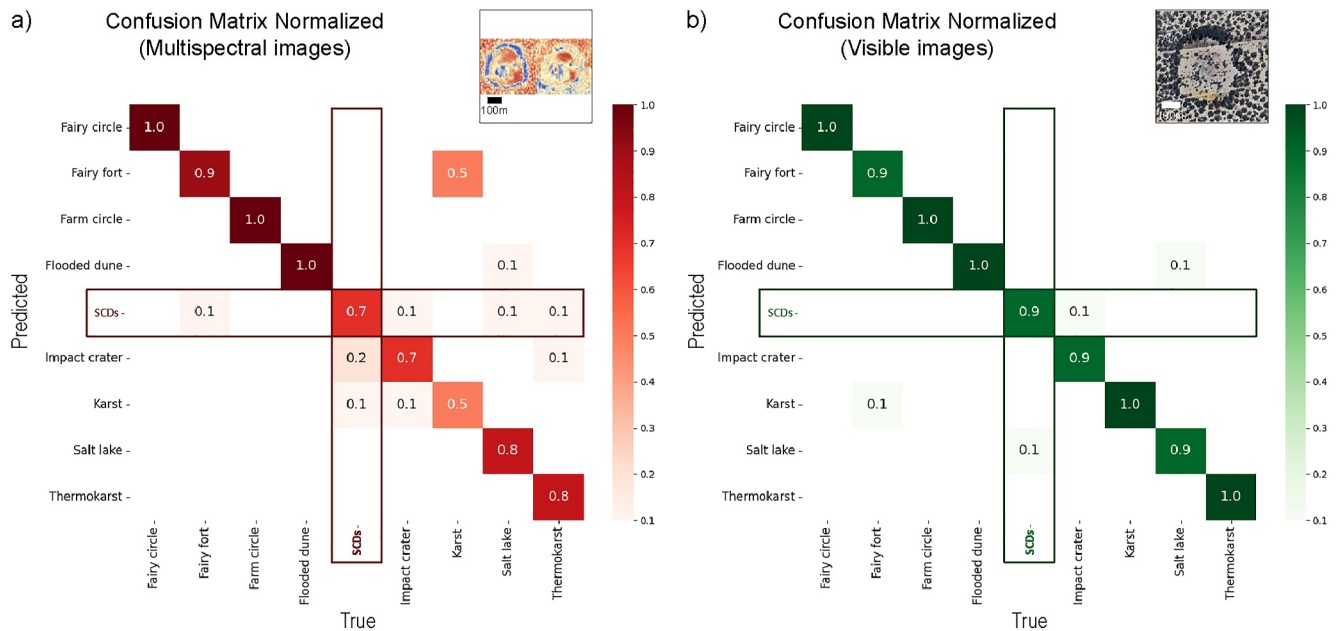 a)
Confusion Matrix Normalized
(Multispectral images)
100m
Predicted
Fairy circle -
Fairy fort -
Farm circle -
Flooded dune -
SCDs -
Impact crater -
Karst -
Salt lake -
Thermokarst -
1.0
0.9 0.5
1.0
1.0 0.1
0.1 0.7 0.1 0.1 0.1
0.2 0.7 0.1
0.1 0.1 0.5
0.8
0.8
Fairy circle -
Fairy fort -
Farm circle -
Flooded dune -
SCDs -
Impact crater -
Karst -
Salt lake -
Thermokarst -
True
1.0
0.9
0.8
0.7
0.6
0.5
0.4
0.3
0.2
0.1
b)
Confusion Matrix Normalized
(Visible images)
100m
Predicted
Fairy circle -
Fairy fort -
Farm circle -
Flooded dune -
SCDs -
Impact crater -
Karst -
Salt lake -
Thermokarst -
1.0
0.9
1.0
1.0 0.1
0.9 0.1
0.9
0.1 1.0
0.1 0.9
1.0
Fairy circle -
Fairy fort -
Farm circle -
Flooded dune -
SCDs -
Impact crater -
Karst -
Salt lake -
Thermokarst -
True
1.0
0.9
0.8
0.7
0.6
0.5
0.4
0.3
0.2
0.1